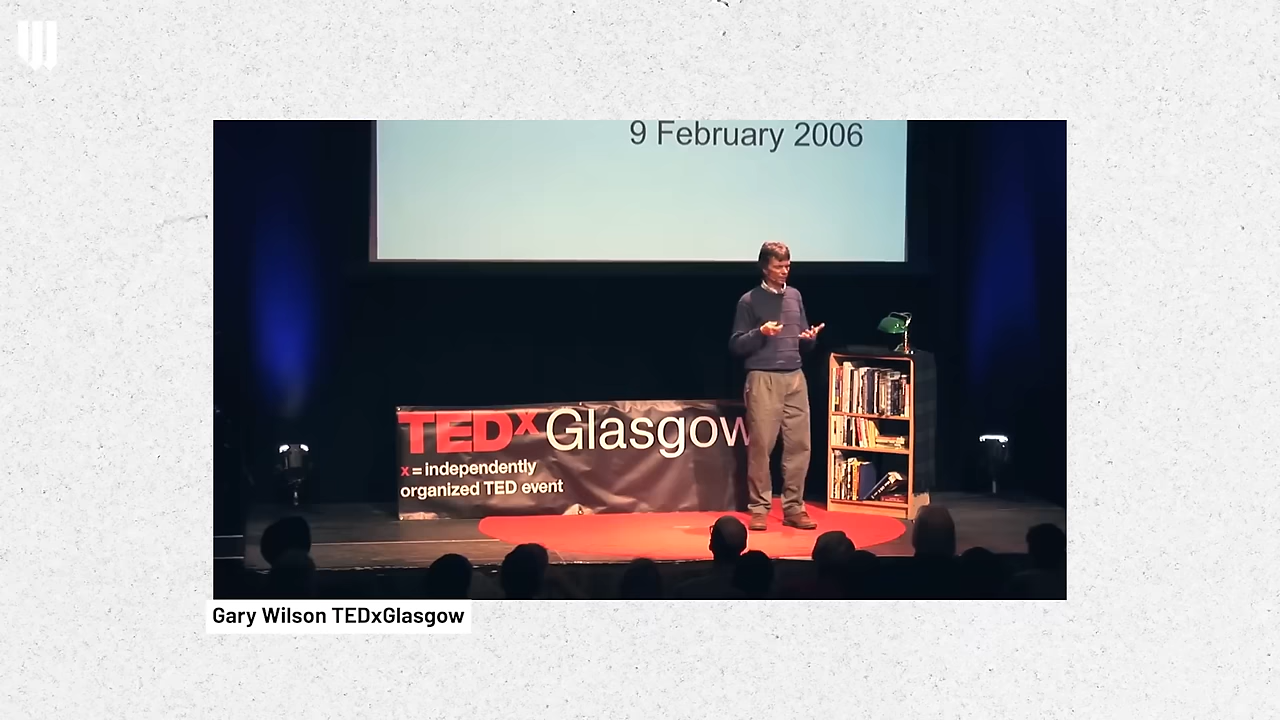 9 February 2006
TEDx Glasgow
x = independently
organized TED event
Gary Wilson TEDxGlasgow